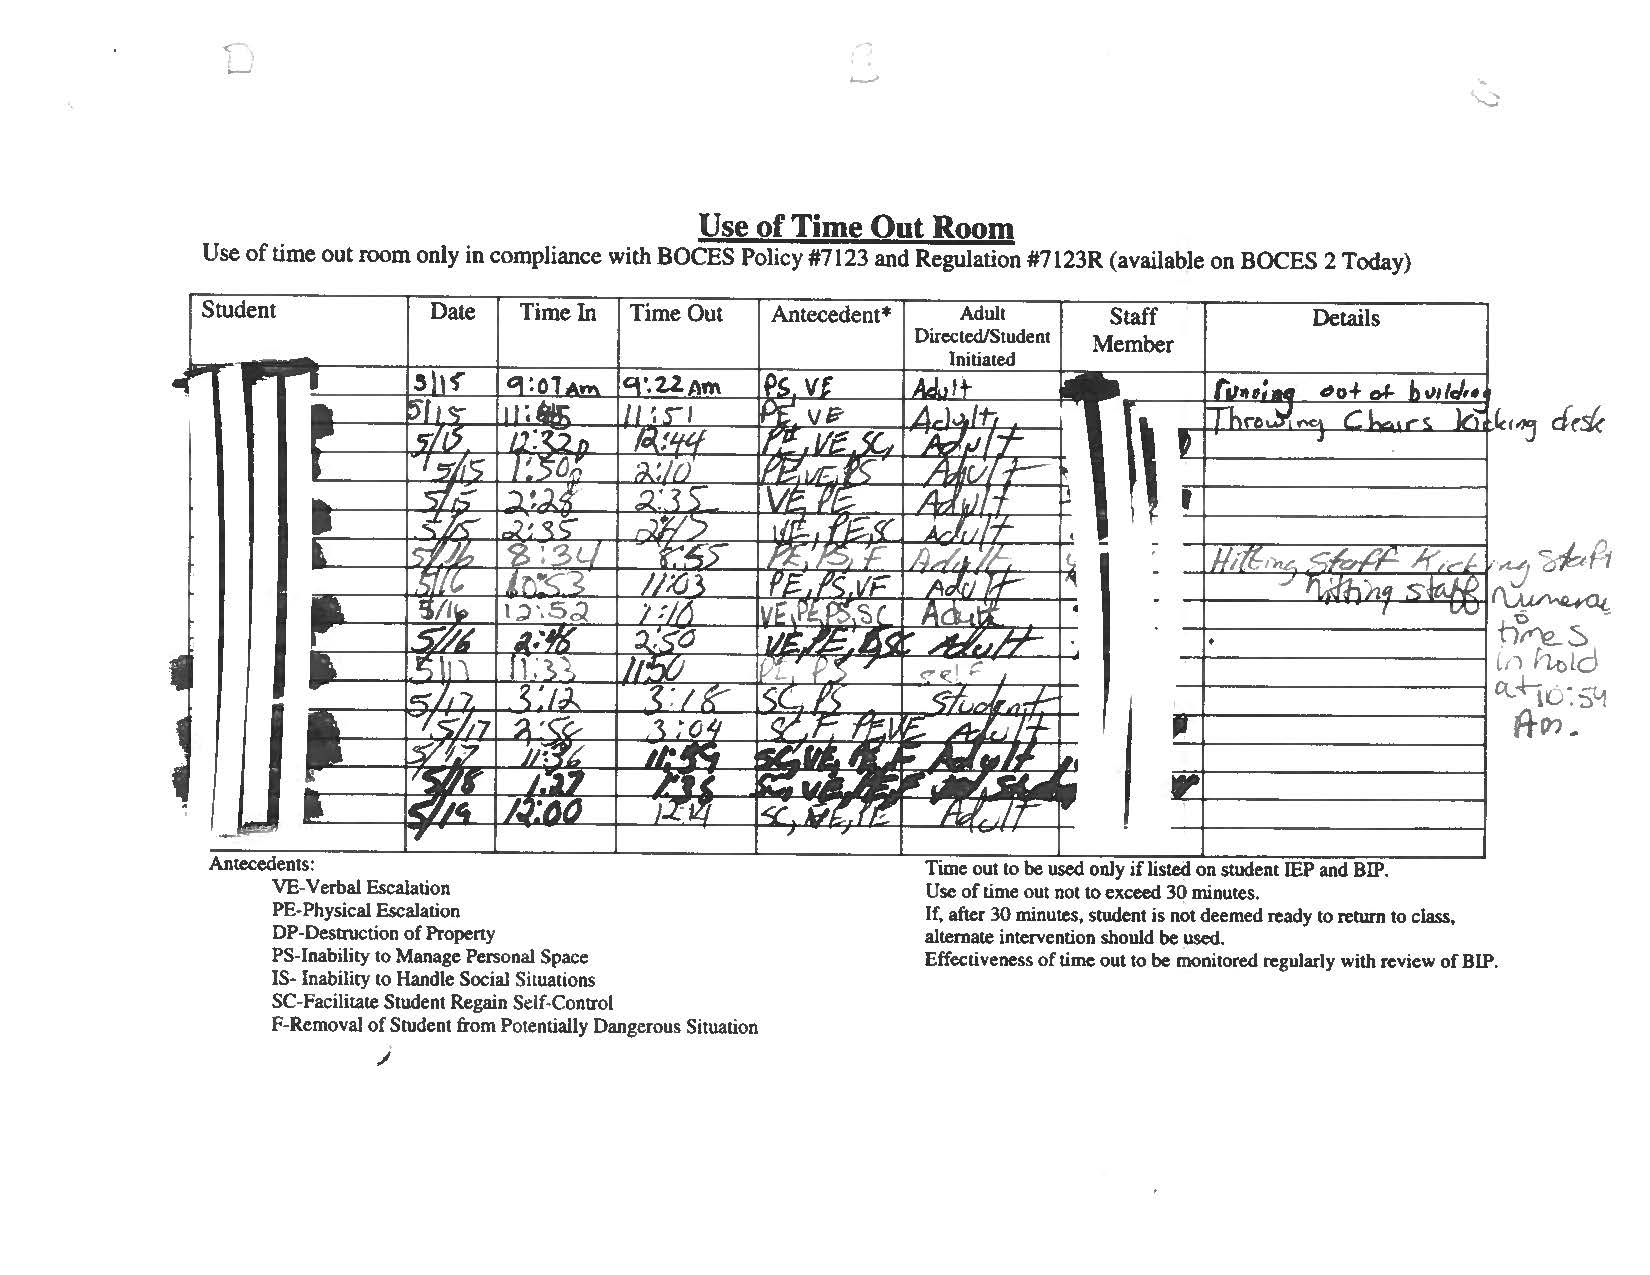 Use of Time Out Room
Use of time out room only in compliance with BOCES Policy #7123 and Regulation #7123R (available on BOCES 2 Today)
Student Date Time In Time Out Antecedent* Adult Directed/Student Initiated Staff Member Details
5/15 9:07 Am 9:22 Am PS, VE Adult running out of building
5/15 11:45 11:51 PE, VE Adult Throwing Chairs Kicking desk
5/15 12:32p 12:44 VE, SC, Adult
5/15 1:50p 2:10 PE, VE, PS Adult
5/15 2:28 2:35 VE, PE Adult
5/15 2:35 VE, PE, SC Adult
5/16 8:34 8:55 PE, PS, F Adult Hitting Staff Kicking Staff
5/16 10:53 11:03 PE, PS, VE Adult hitting staff Numerous
5/16 12:52 1:10 VE, PE, PS, SC Adult
times
5/16 2:46 2:50 VE, PE, SC Adult
in hold
5/17 11:33 11:50 PE, PS self
at 10:54
5/17 3:12 3:18 SC, PS Student
Am.
5/17 2:58 3:04 SC, F, PE VE Adult
5/17 11:36 11:59 SC, VE, PE, F Adult
5/18 1:27 1:36 VE, PE, F
5/19 12:00 12:14 SC, VE, PE Adult
Antecedents:
VE-Verbal Escalation
PE-Physical Escalation
DP-Destruction of Property
PS-Inability to Manage Personal Space
IS- Inability to Handle Social Situations
SC-Facilitate Student Regain Self-Control
F-Removal of Student from Potentially Dangerous Situation
Time out to be used only if listed on student IEP and BIP.
Use of time out not to exceed 30 minutes.
If, after 30 minutes, student is not deemed ready to return to class,
alternate intervention should be used.
Effectiveness of time out to be monitored regularly with review of BIP.